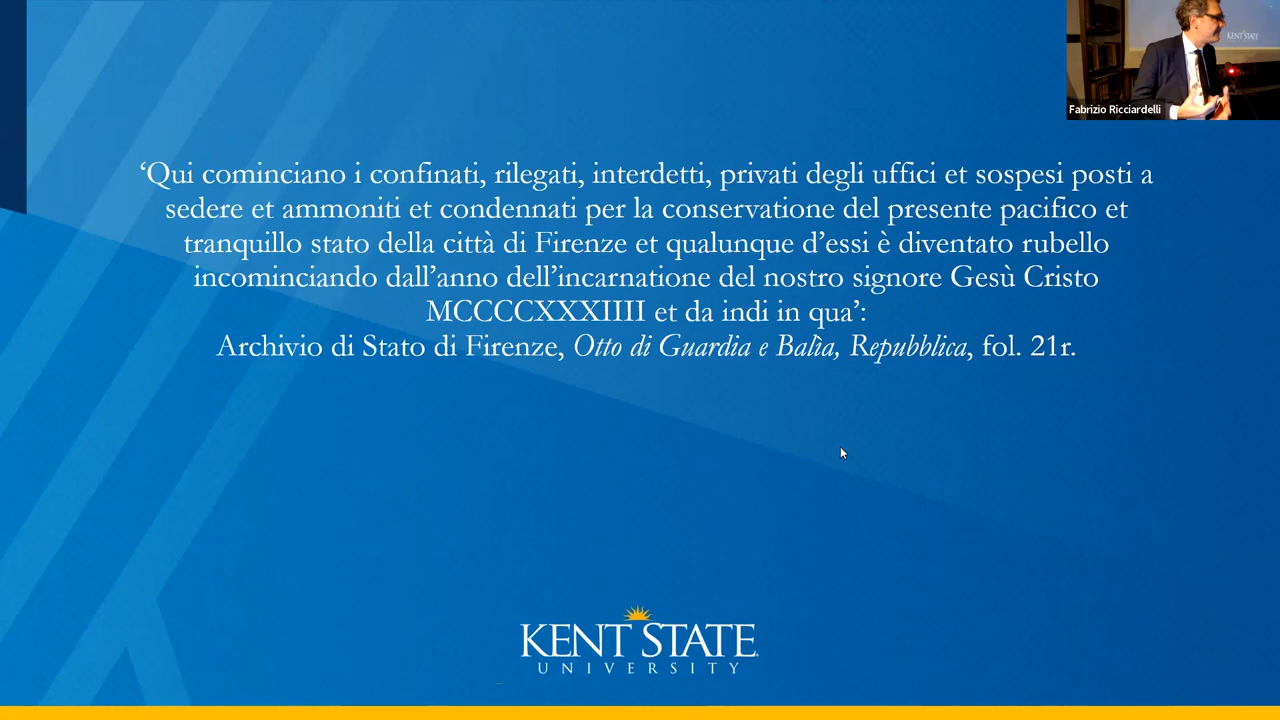 KENT STATE
Fabrizio Ricciardelli
‘Qui cominciano i confinati, rilegati, interdetti, privati degli uffici et sospesi posti a
sedere et ammoniti et condennati per la conservatione del presente pacifico et
tranquillo stato della città di Firenze et qualunque d’essi è diventato rubello
incominciando dall’anno dell’incarnatione del nostro signore Gesù Cristo
MCCCCXXXIIII et da indi in qua’:
Archivio di Stato di Firenze, Otto di Guardia e Balìa, Repubblica, fol. 21r.
KENT STATE
UNIVERSITY